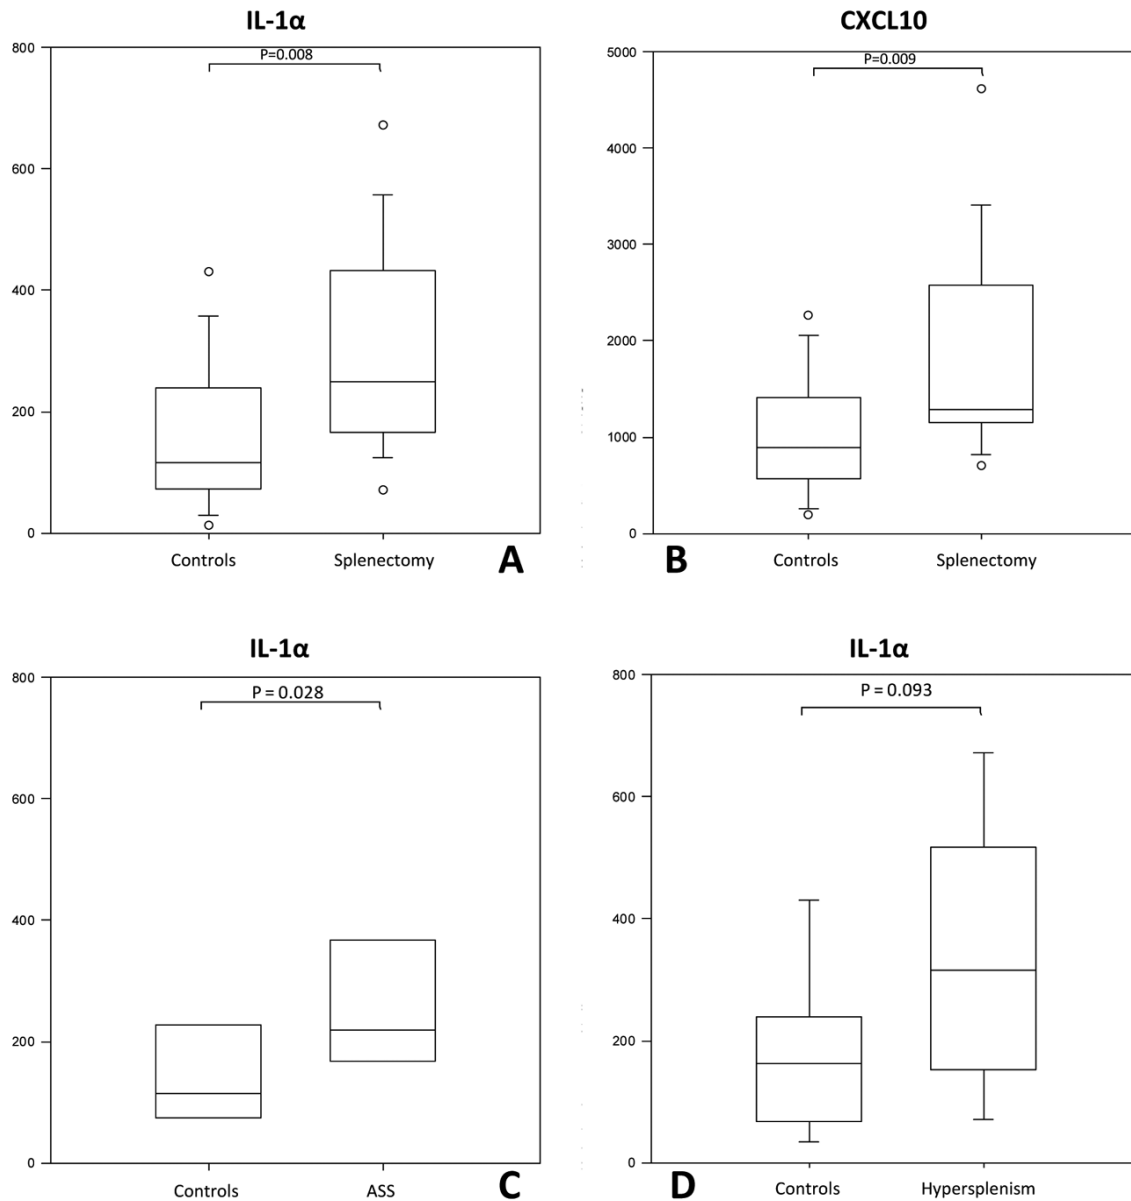 IL-1α
P=0.008
800
600
400
200
0
Controls
Splenectomy
A
CXCL10
P=0.009
5000
4000
3000
2000
1000
0
Controls
Splenectomy
B
IL-1α
P = 0.028
800
600
400
200
0
Controls
ASS
C
IL-1α
P = 0.093
800
600
400
200
0
Controls
Hypersplenism
D